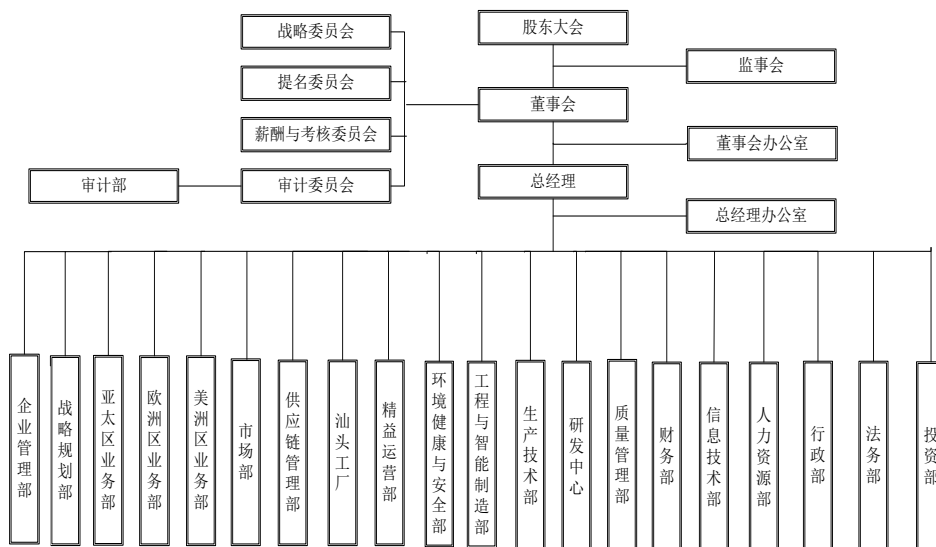 战略委员会
股东大会
监事会
提名委员会
董事会
薪酬与考核委员会
董事会办公室
审计部
审计委员会
总经理
总经理办公室
企业管理部
战略规划部
亚太区业务部
欧洲区业务部
美洲区业务部
市场部
供应链管理部
汕头工厂
精益运营部
环境健康与安全部
工程与智能制造部
生产技术部
研发中心
质量管理部
财务部
信息技术部
人力资源部
行政部
法务部
投资部